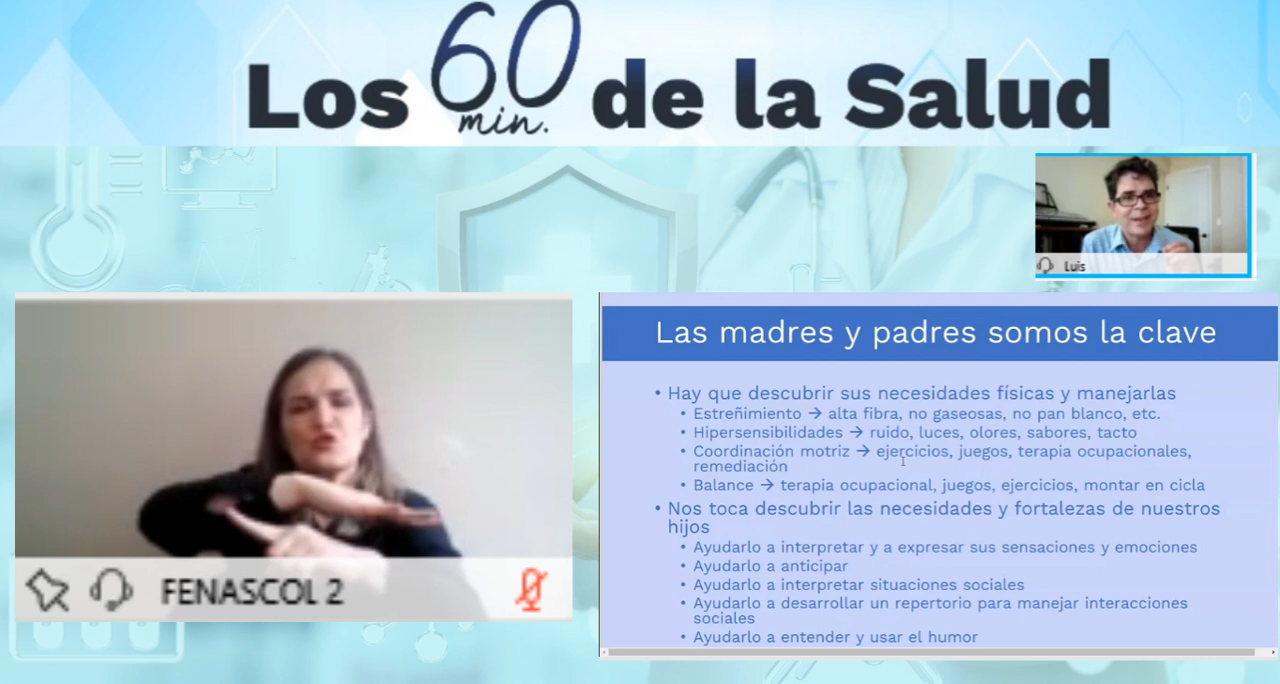 Los 60 min. de la Salud
Luis
FENASCOL 2
Las madres y padres somos la clave
• Hay que descubrir sus necesidades físicas y manejarlas
• Estreñimiento → alta fibra, no gaseosas, no pan blanco, etc.
• Hipersensibilidades → ruido, luces, olores, sabores, tacto
• Coordinación motriz → ejercicios, juegos, terapia ocupacionales,
remediación
• Balance → terapia ocupacional, juegos, ejercicios, montar en cicla
• Nos toca descubrir las necesidades y fortalezas de nuestros
hijos
• Ayudarlo a interpretar y a expresar sus sensaciones y emociones
• Ayudarlo a anticipar
• Ayudarlo a interpretar situaciones sociales
• Ayudarlo a desarrollar un repertorio para manejar interacciones
sociales
• Ayudarlo a entender y usar el humor